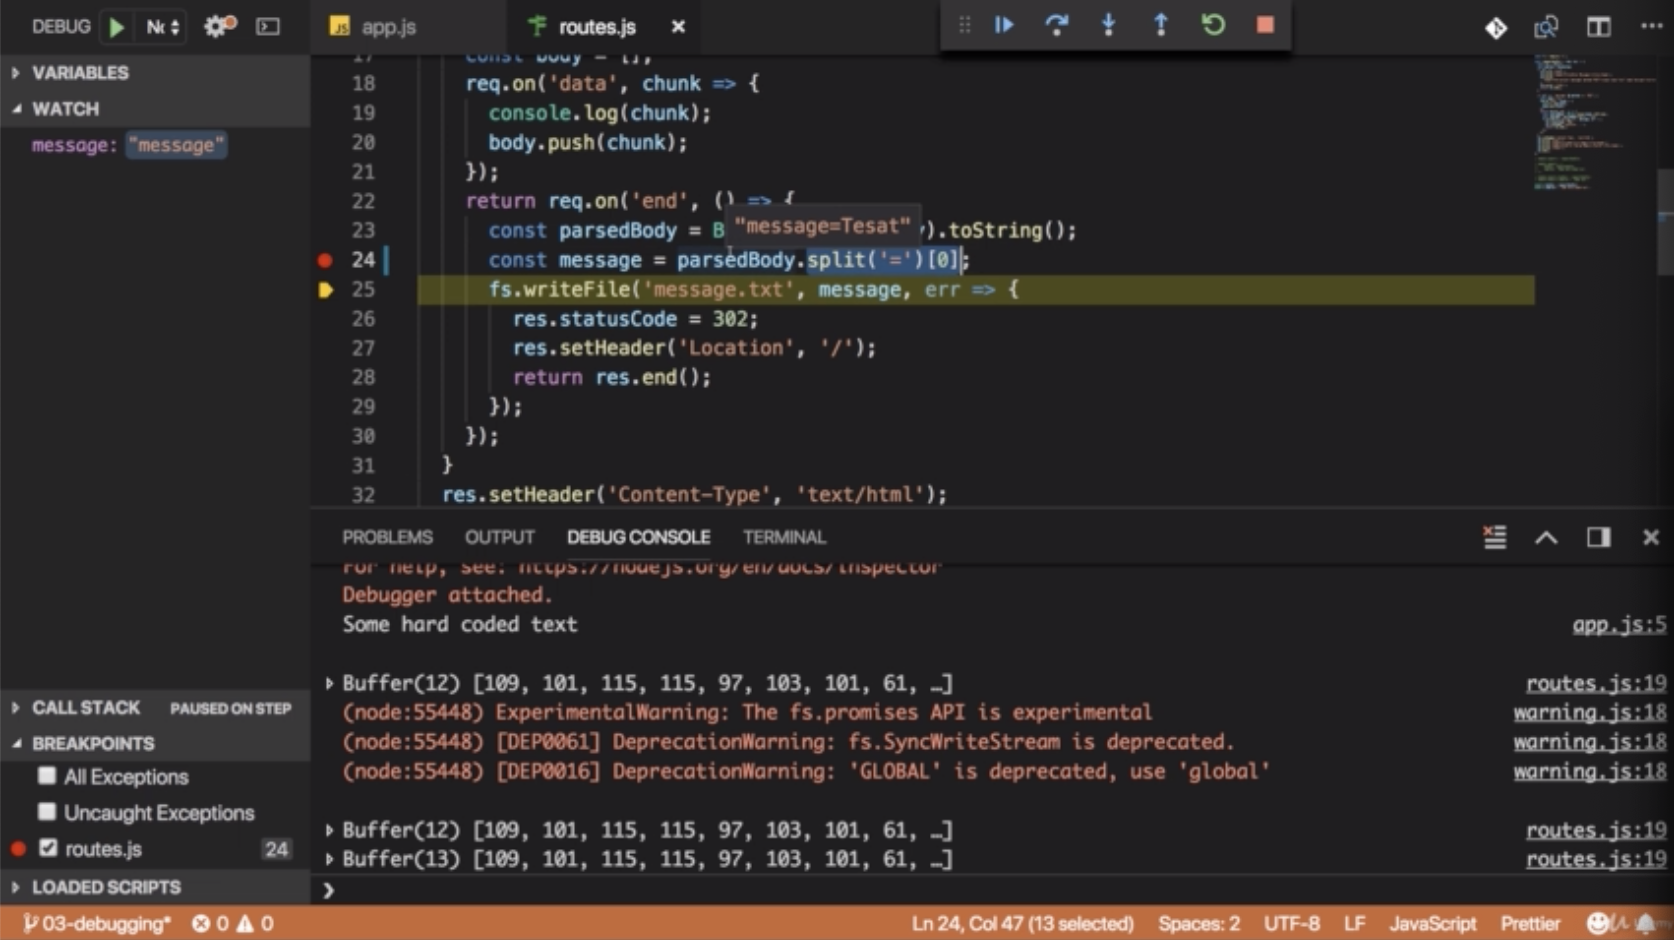 DEBUG
app.js
routes.js
VARIABLES
WATCH
message: "message"
17 const body = [];
18 req.on('data', chunk => {
19 console.log(chunk);
20 body.push(chunk);
21 });
22 return req.on('end', () => {
23 const parsedBody = B "message=Tesat" y).toString();
24 const message = parsedBody.split('=')[0];
25 fs.writeFile('message.txt', message, err => {
26 res.statusCode = 302;
27 res.setHeader('Location', '/');
28 return res.end();
29 });
30 });
31 }
32 res.setHeader('Content-Type', 'text/html');
PROBLEMS OUTPUT DEBUG CONSOLE TERMINAL
For help, see: https://nodejs.org/en/docs/inspector
Debugger attached.
Some hard coded text app.js:5
Buffer(12) [109, 101, 115, 115, 97, 103, 101, 61, …] routes.js:19
(node:55448) ExperimentalWarning: The fs.promises API is experimental warning.js:18
(node:55448) [DEP0061] DeprecationWarning: fs.SyncWriteStream is deprecated. warning.js:18
(node:55448) [DEP0016] DeprecationWarning: 'GLOBAL' is deprecated, use 'global' warning.js:18
Buffer(12) [109, 101, 115, 115, 97, 103, 101, 61, …] routes.js:19
Buffer(13) [109, 101, 115, 115, 97, 103, 101, 61, …] routes.js:19
CALL STACK PAUSED ON STEP
BREAKPOINTS
All Exceptions
Uncaught Exceptions
routes.js 24
LOADED SCRIPTS
03-debugging* 0 0 Ln 24, Col 47 (13 selected) Spaces: 2 UTF-8 LF JavaScript Prettier